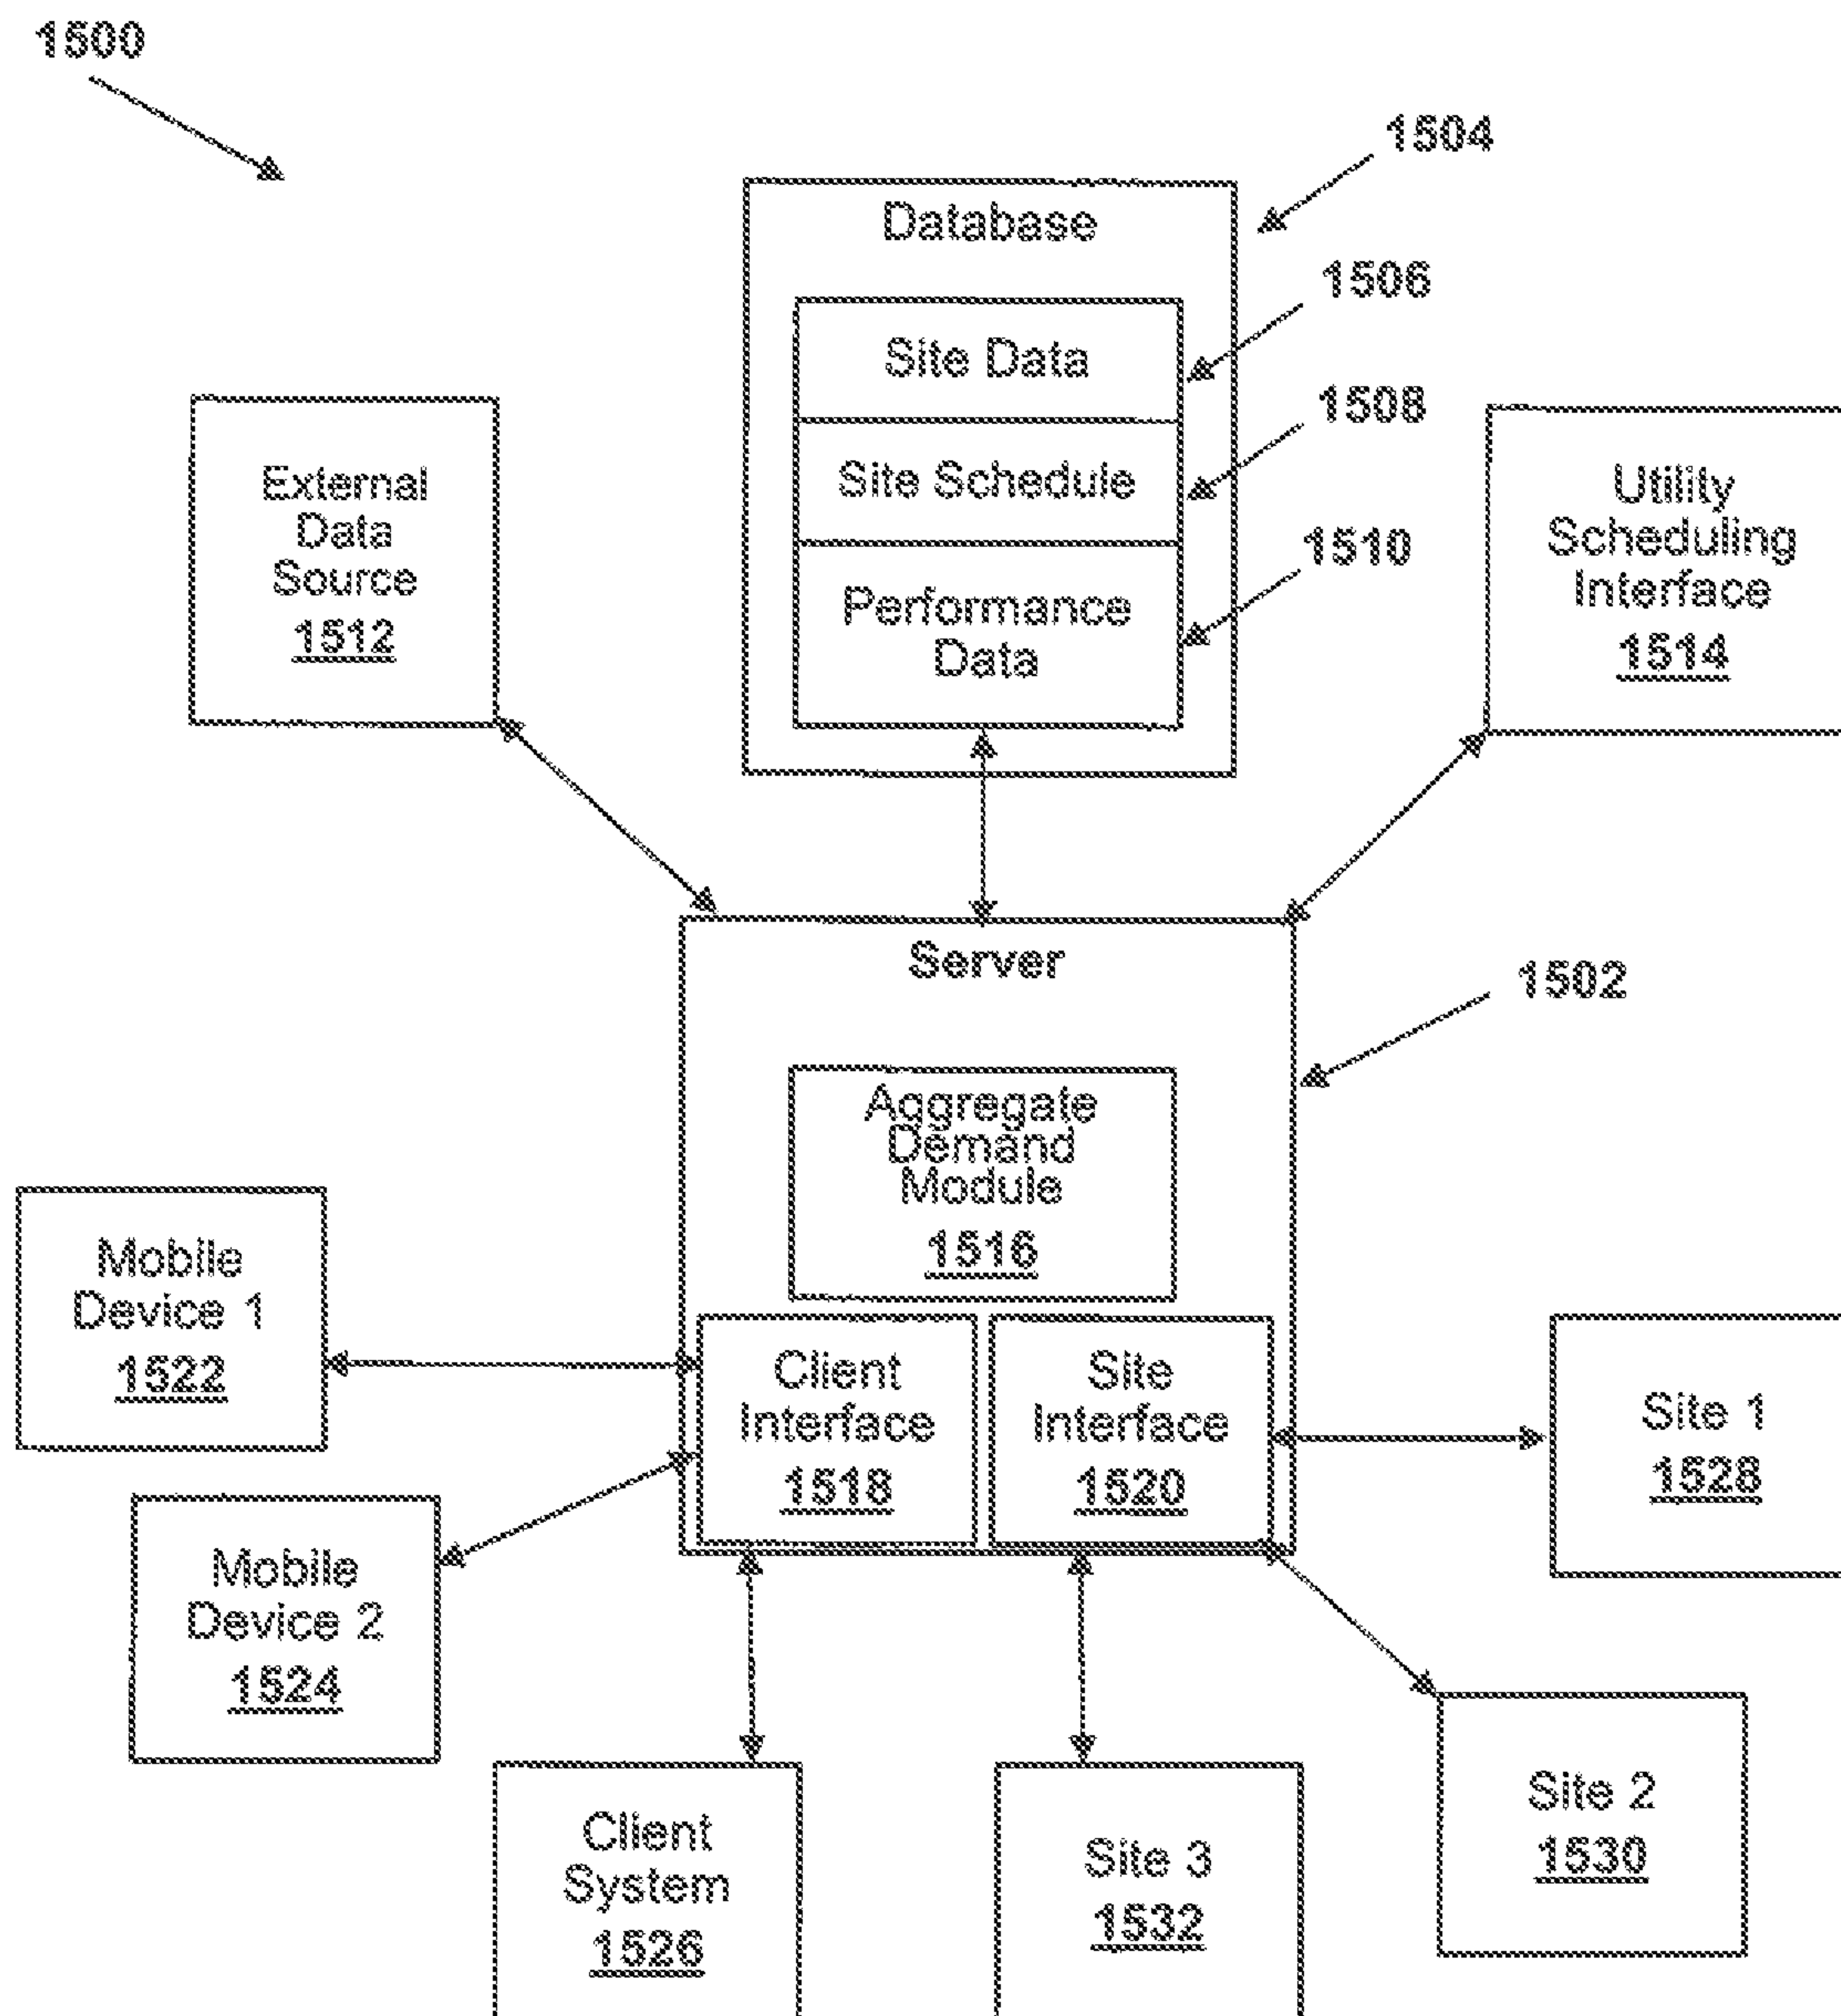 1500
1504
Database
1506
Site Data
1508
Site Schedule
1510
Performance
Data
External
Data
Source
1512
Utility
Scheduling
Interface
1514
Server
1502
Aggregate
Demand
Module
1516
Mobile
Device 1
1522
Client
Interface
1518
Site
Interface
1520
Site 1
1528
Mobile
Device 2
1524
Client
System
1526
Site 3
1532
Site 2
1530